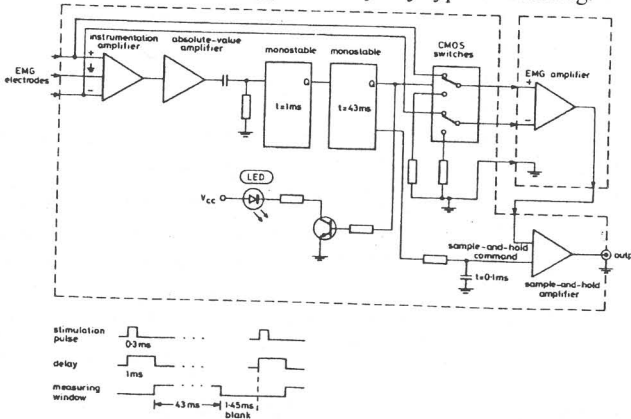 instrumentation
amplifier
absolute-value
amplifier
monostable
monostable
CMOS
switches
EMG amplifier
EMG
electrodes
+
-
Q
t=1ms
Q
t=43ms
+
-
LED
Vcc
sample-and-hold
command
t=0·1ms
sample-and-hold
amplifier
stimulation
pulse
0·3ms
delay
1ms
measuring
window
43 ms
1·45ms
blank